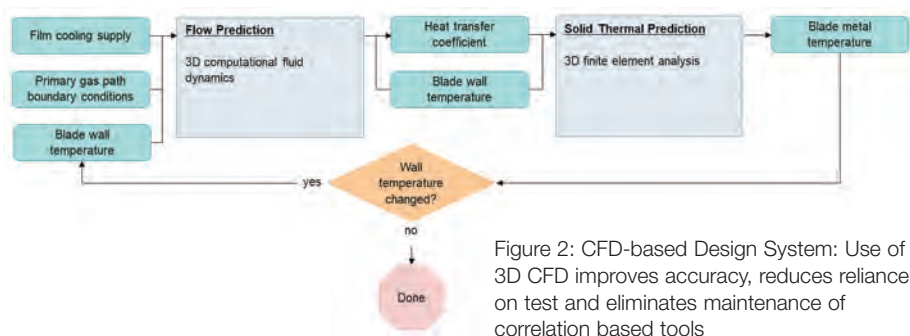 Film cooling supply
Primary gas path
boundary conditions
Blade wall
temperature
Flow Prediction
3D computational fluid
dynamics
Heat transfer
coefficient
Blade wall
temperature
Solid Thermal Prediction
3D finite element analysis
Blade metal
temperature
Wall
temperature
changed?
yes
no
Done
Figure 2: CFD-based Design System: Use of
3D CFD improves accuracy, reduces reliance
on test and eliminates maintenance of
correlation based tools